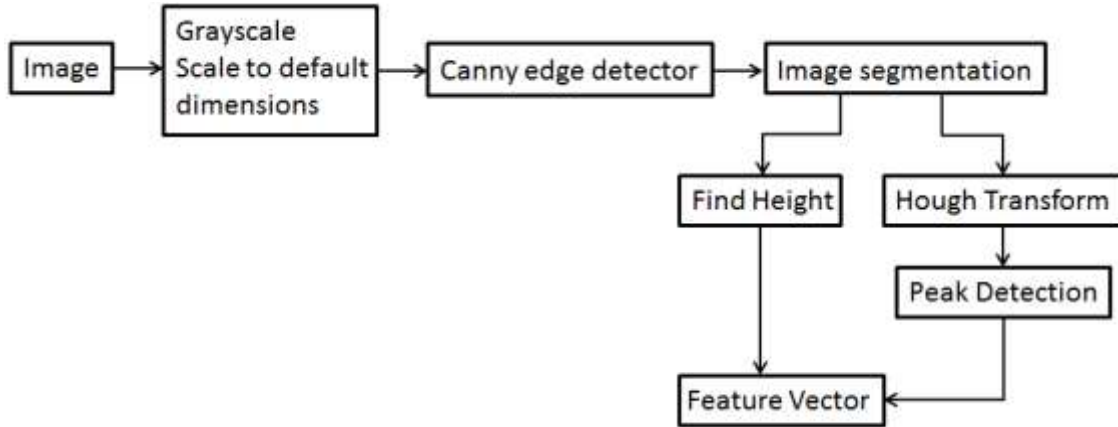 Image
Grayscale
Scale to default
dimensions
Canny edge detector
Image segmentation
Find Height
Hough Transform
Peak Detection
Feature Vector